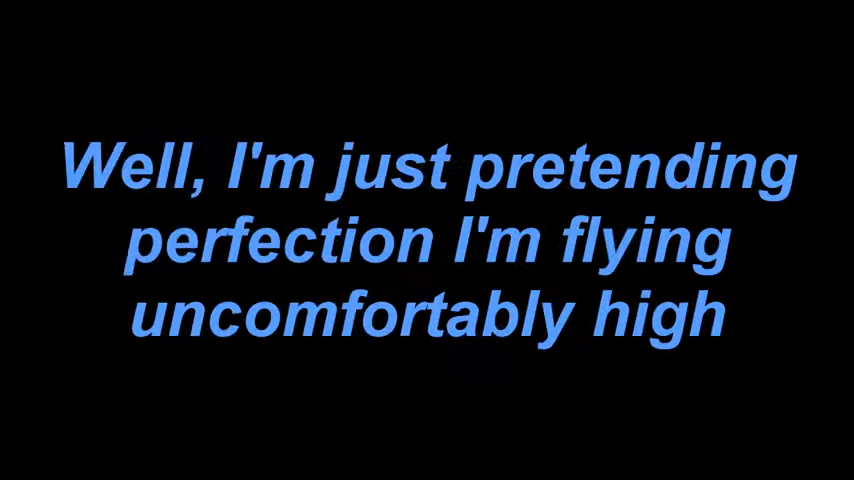 Well, I'm just pretending
perfection I'm flying
uncomfortably high